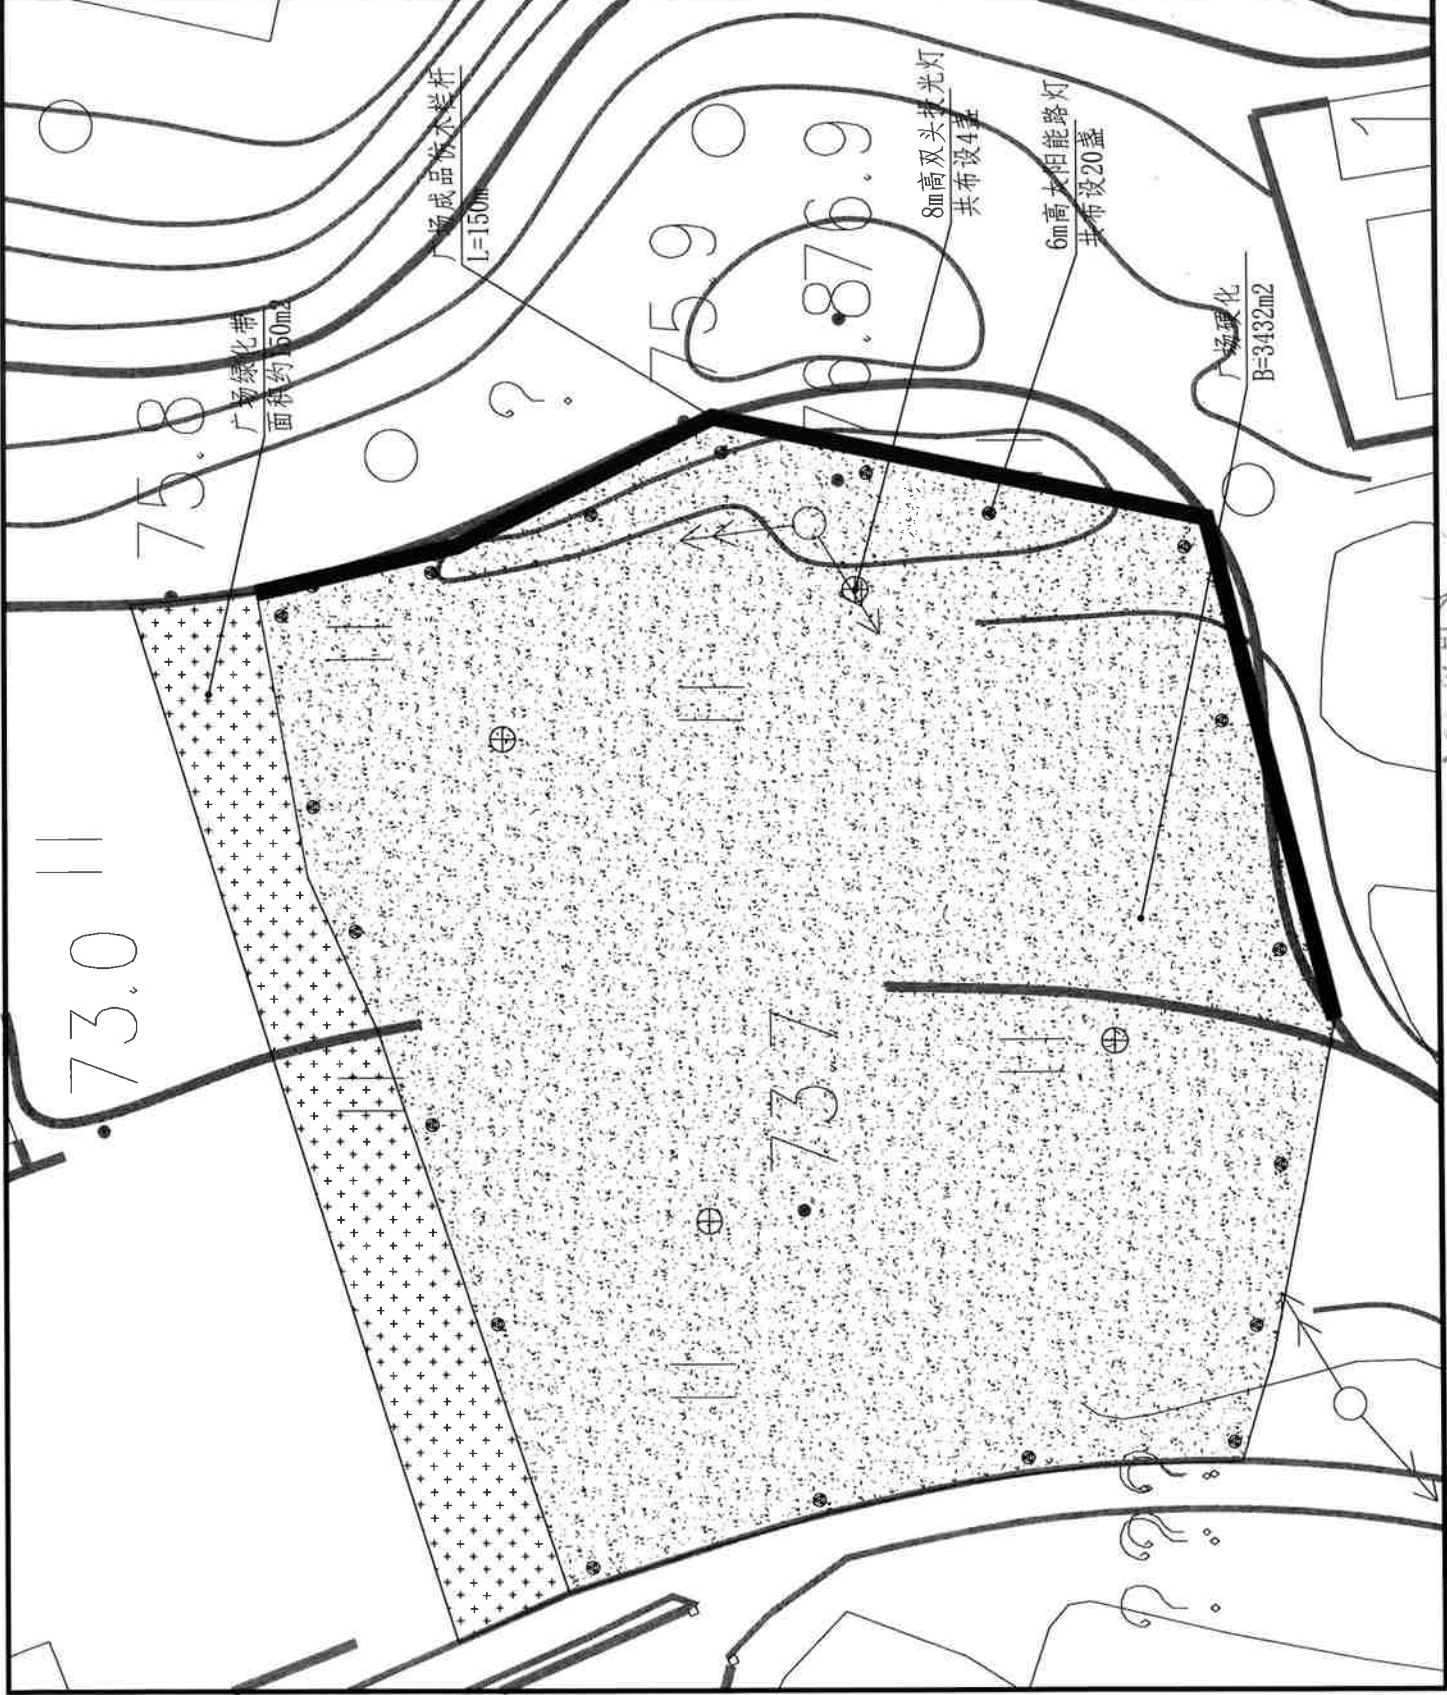 广场绿化带
面积约150m2
广场成品仿木栏杆
L=150m
8m高双头投光灯
共布设4盏
6m高太阳能路灯
共布设20盏
广场硬化
B=3432m2
75.8
75.9
76.9
76.8
73.0
73.7
?
1
?
?
?